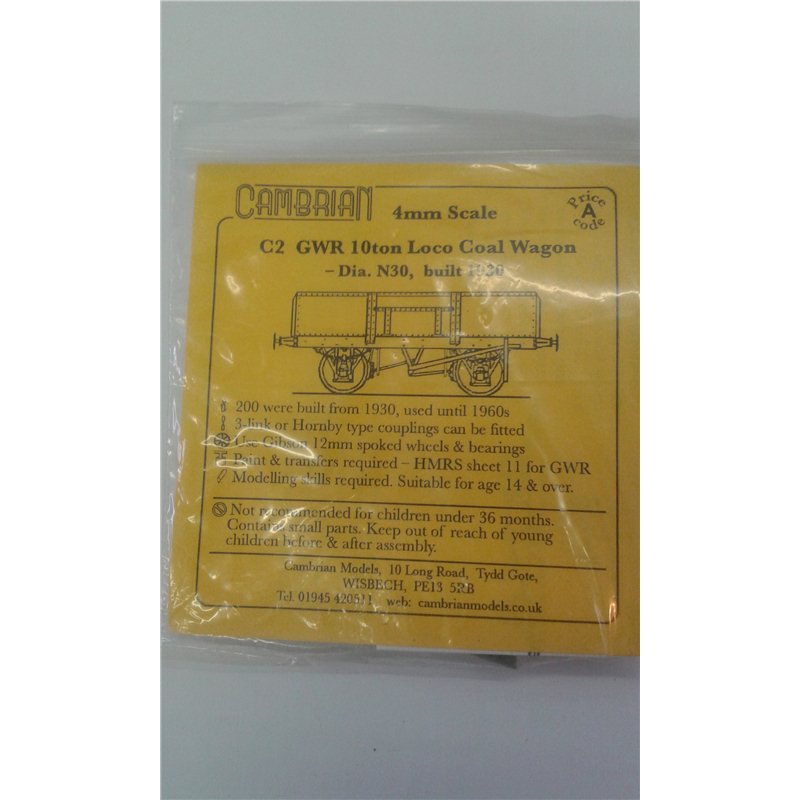 CAMBRIAN 4mm Scale
Price A code
C2 GWR 10ton Loco Coal Wagon
– Dia. N30, built 1930
200 were built from 1930, used until 1960s
3-link or Hornby type couplings can be fitted
Use Gibson 12mm spoked wheels & bearings
Paint & transfers required – HMRS sheet 11 for GWR
Modelling skills required. Suitable for age 14 & over.
Not recommended for children under 36 months.
Contains small parts. Keep out of reach of young
children before & after assembly.
Cambrian Models, 10 Long Road, Tydd Gote,
WISBECH, PE13 5RB
Tel. 01945 420511 web: cambrianmodels.co.uk